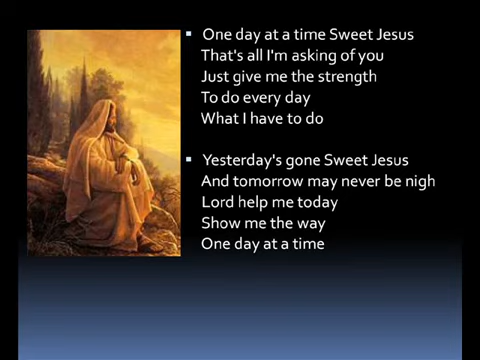 One day at a time Sweet Jesus
That's all I'm asking of you
Just give me the strength
To do every day
What I have to do
Yesterday's gone Sweet Jesus
And tomorrow may never be nigh
Lord help me today
Show me the way
One day at a time